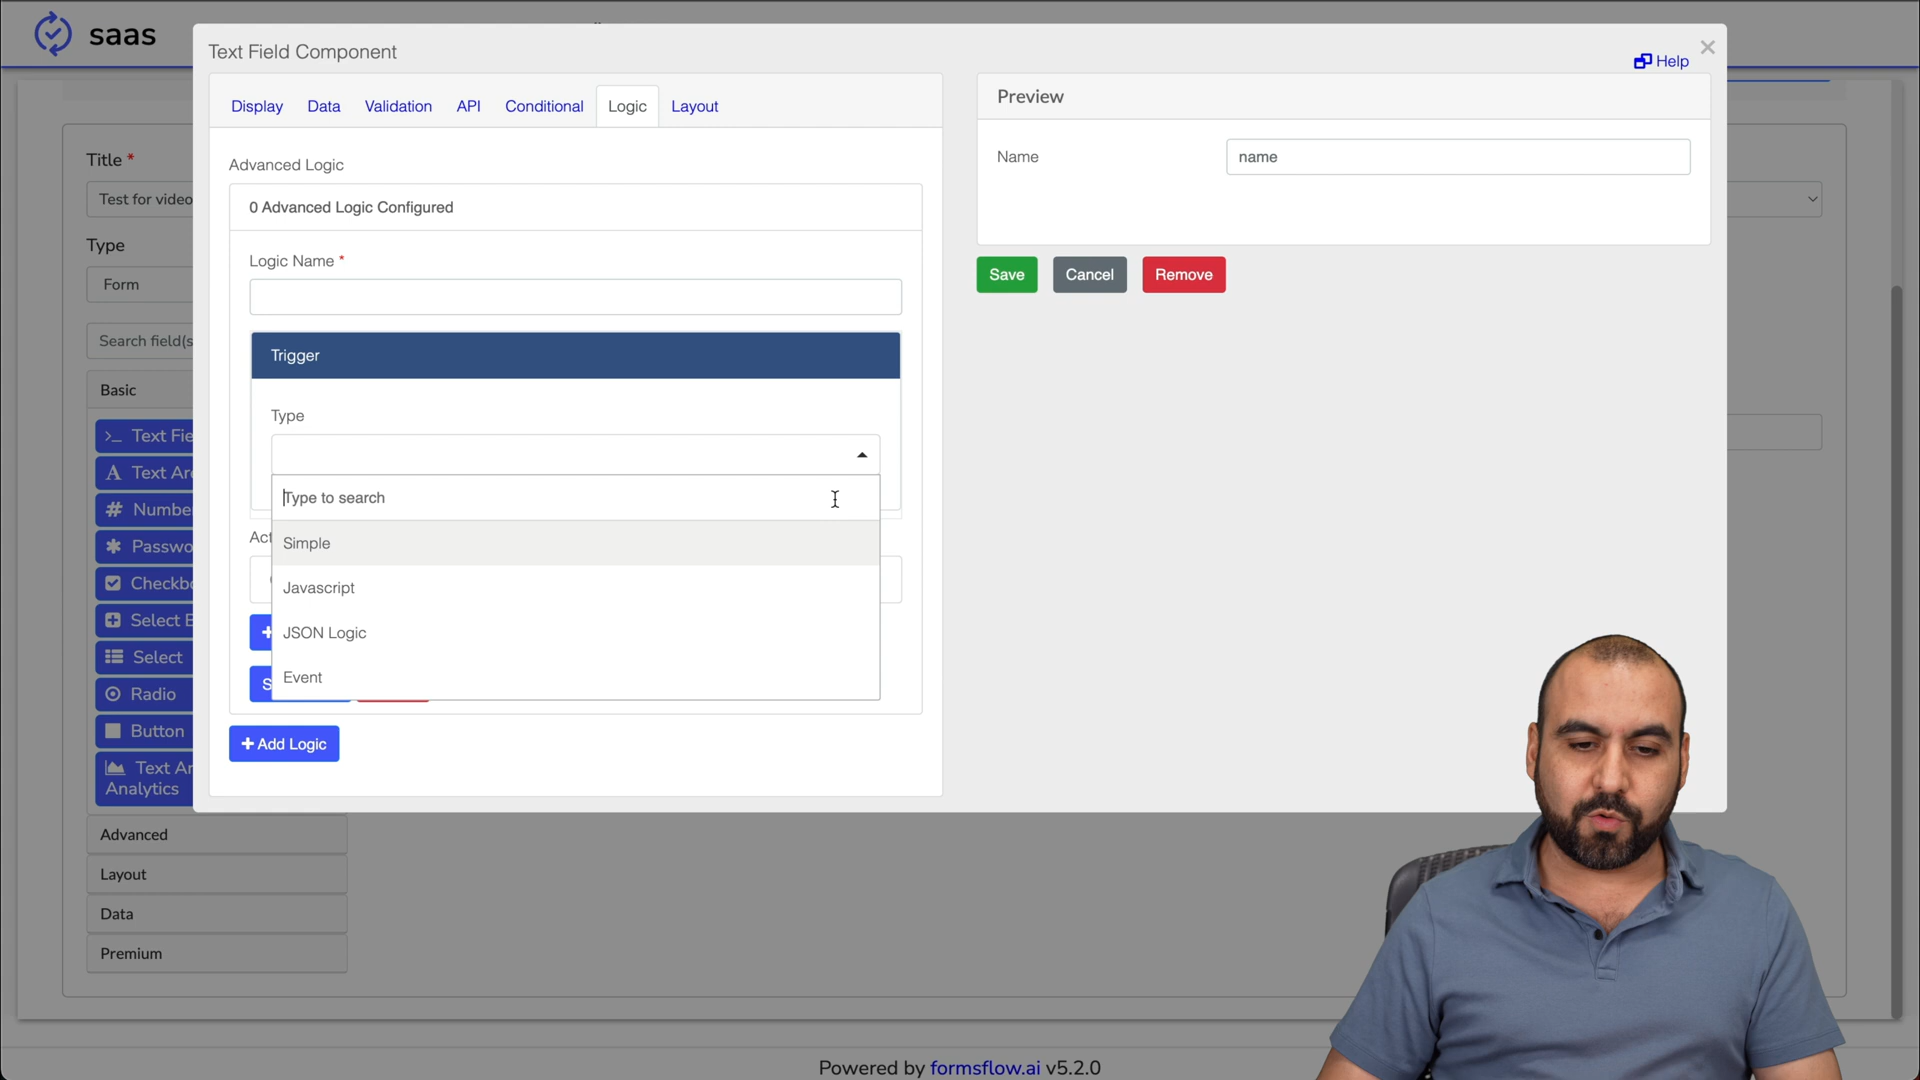 saas
Text Field Component
Help
Display Data Validation API Conditional Logic Layout
Preview
Title *
Advanced Logic
Name name
Test for video
0 Advanced Logic Configured
Type
Logic Name *
Save Cancel Remove
Form
Search field(s
Trigger
Basic
Type
Text Fie
Text Are
Type to search
Numbe
Act
Simple
Passwo
Checkbo
Javascript
Select B
JSON Logic
Select
Event
S
Radio
Button
Add Logic
Text Ar
Analytics
Advanced
Layout
Data
Premium
Powered by formsflow.ai v5.2.0